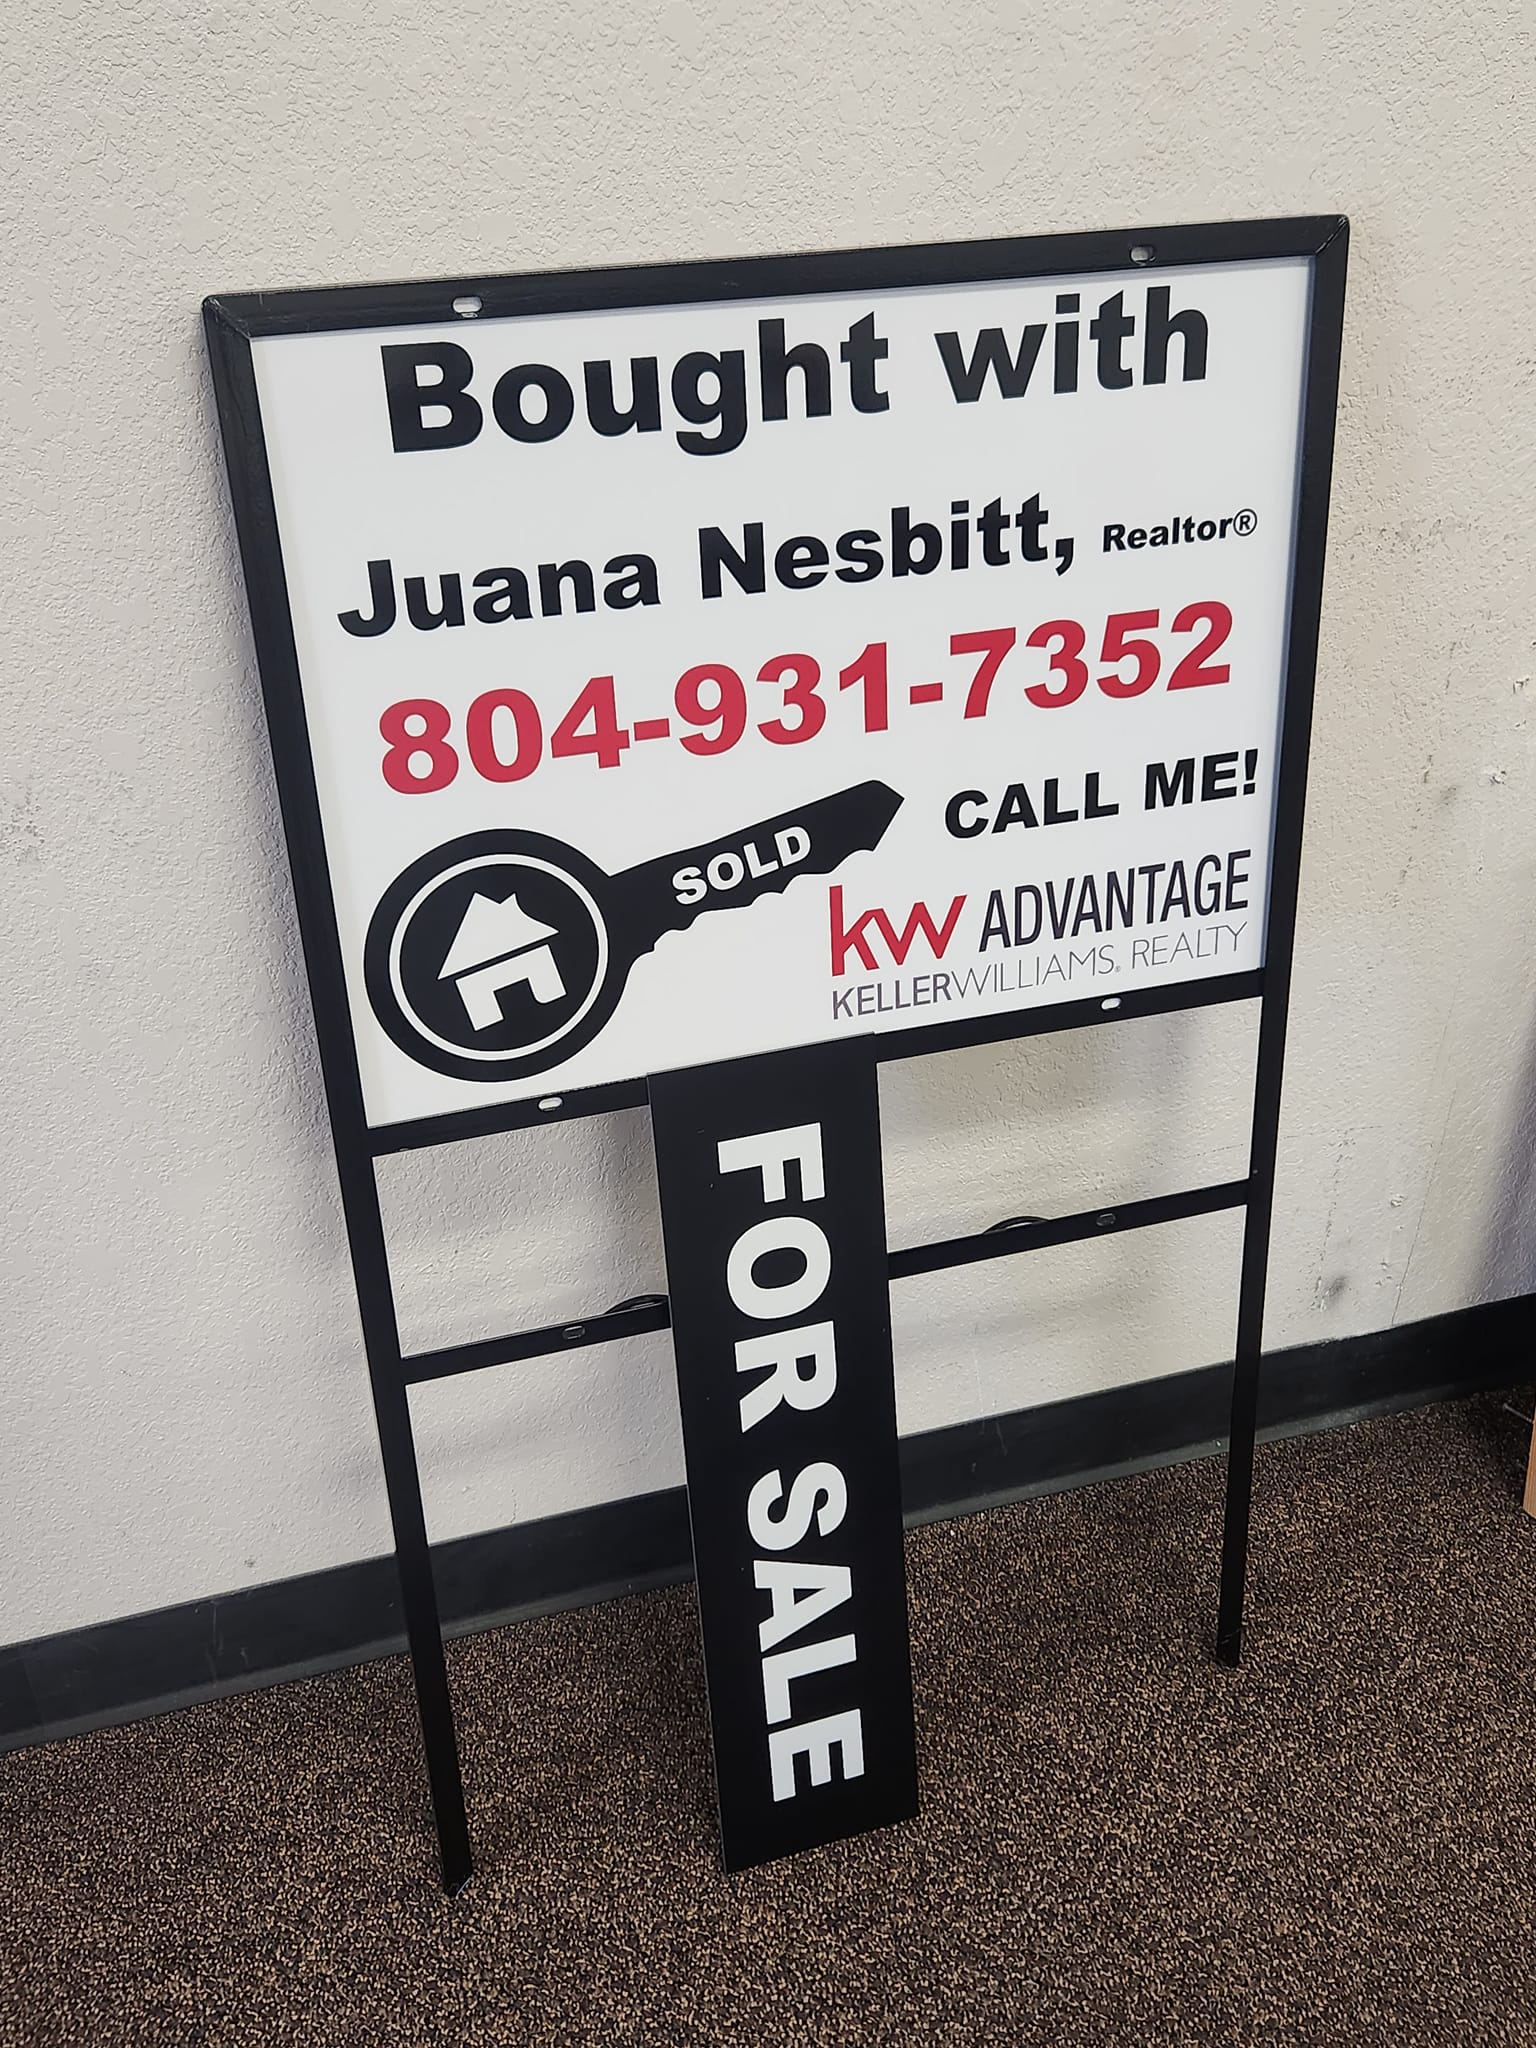 Bought with
Juana Nesbitt, Realtor®
804-931-7352
CALL ME!
SOLD
kw ADVANTAGE
KELLERWILLIAMS. REALTY
FOR SALE